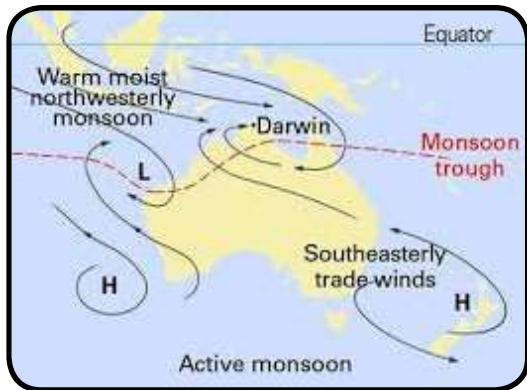 Equator
Warm moist
northwesterly
monsoon
Darwin
Monsoon
trough
L
Southeasterly
trade winds
H
H
Active monsoon